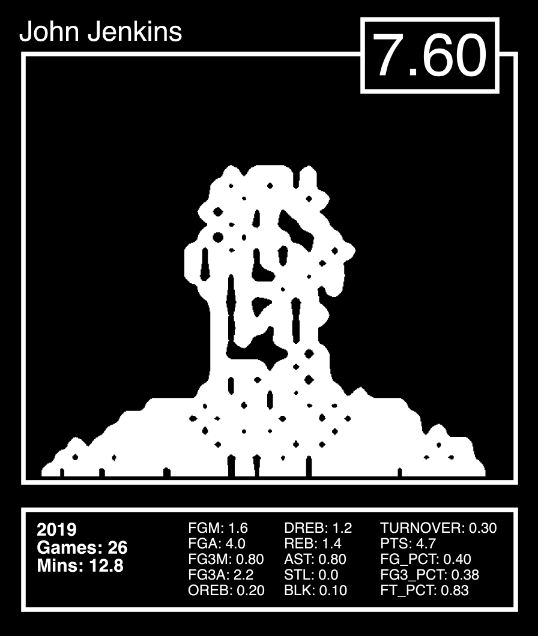 John Jenkins
7.60
2019
Games: 26
Mins: 12.8
FGM: 1.6
FGA: 4.0
FG3M: 0.80
FG3A: 2.2
OREB: 0.20
DREB: 1.2
REB: 1.4
AST: 0.80
STL: 0.0
BLK: 0.10
TURNOVER: 0.30
PTS: 4.7
FG_PCT: 0.40
FG3_PCT: 0.38
FT_PCT: 0.83